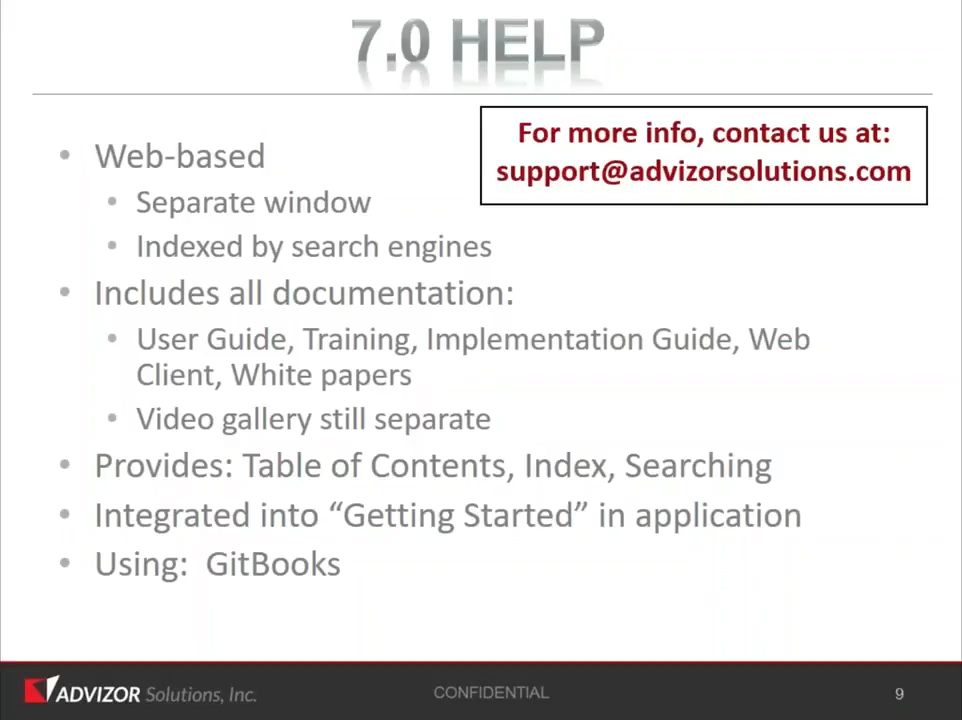 7.0 HELP
For more info, contact us at:
support@advizorsolutions.com
• Web-based
• Separate window
• Indexed by search engines
• Includes all documentation:
• User Guide, Training, Implementation Guide, Web
Client, White papers
• Video gallery still separate
• Provides: Table of Contents, Index, Searching
• Integrated into “Getting Started” in application
• Using: GitBooks
ADVIZOR Solutions, Inc.
CONFIDENTIAL
9